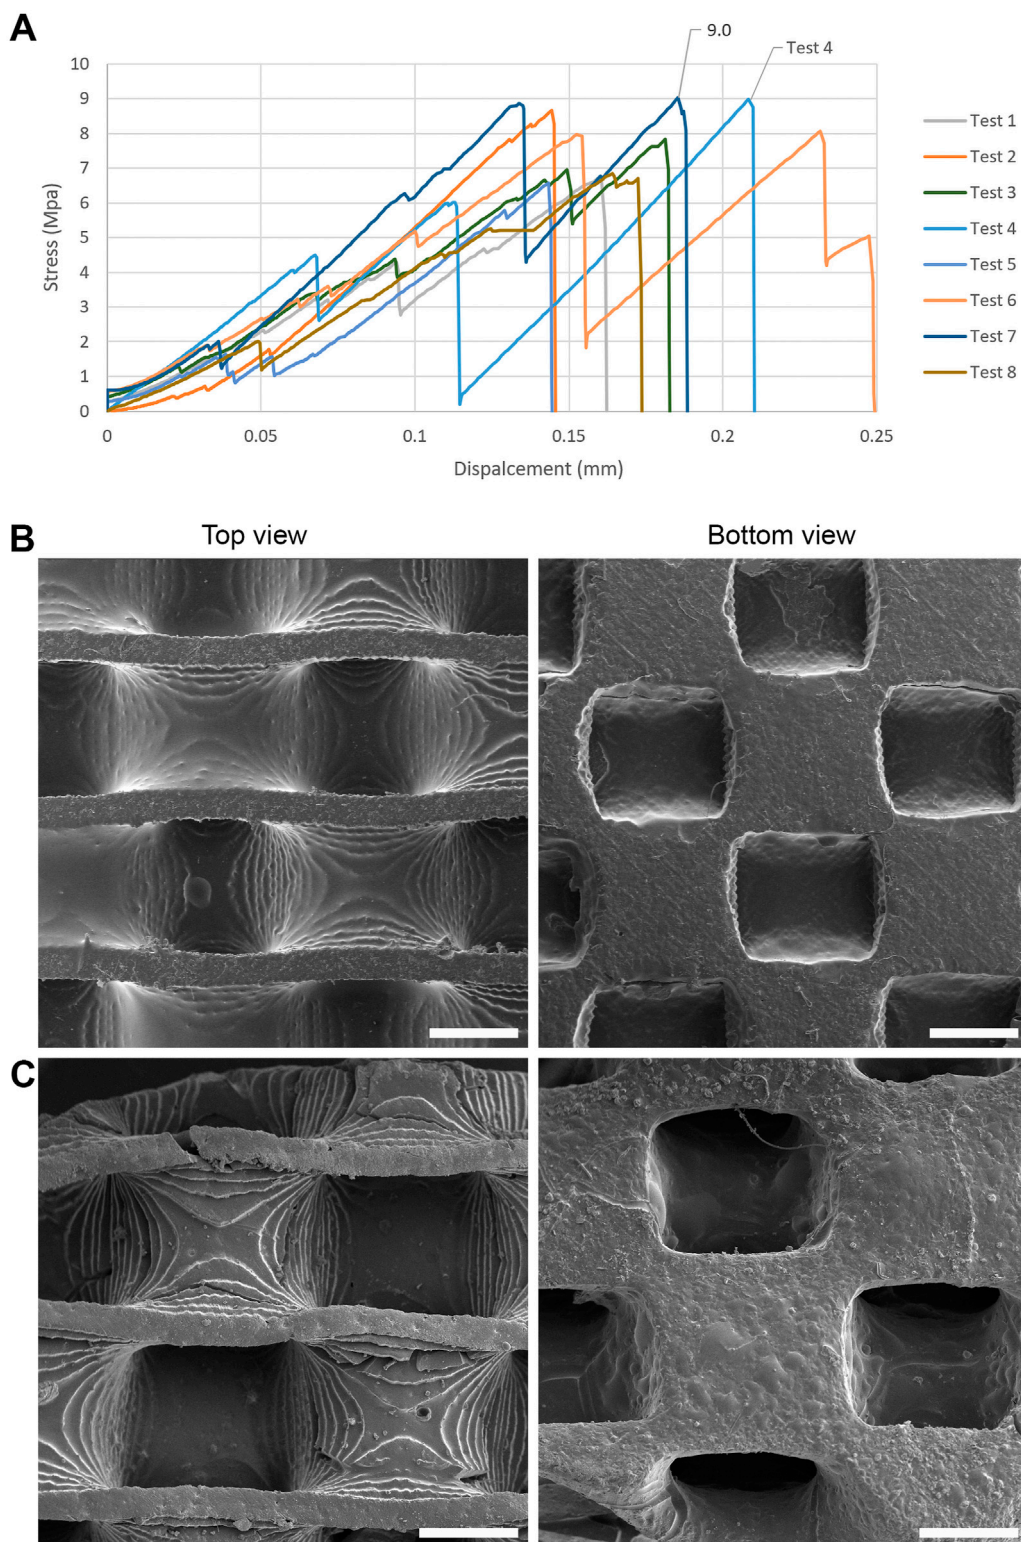 A
9.0
Test 4
10
9
8
7
6
5
4
3
2
1
0
Stress (Mpa)
0
0.05
0.1
0.15
0.2
0.25
Dispalcement (mm)
Test 1
Test 2
Test 3
Test 4
Test 5
Test 6
Test 7
Test 8
B
Top view
Bottom view
C